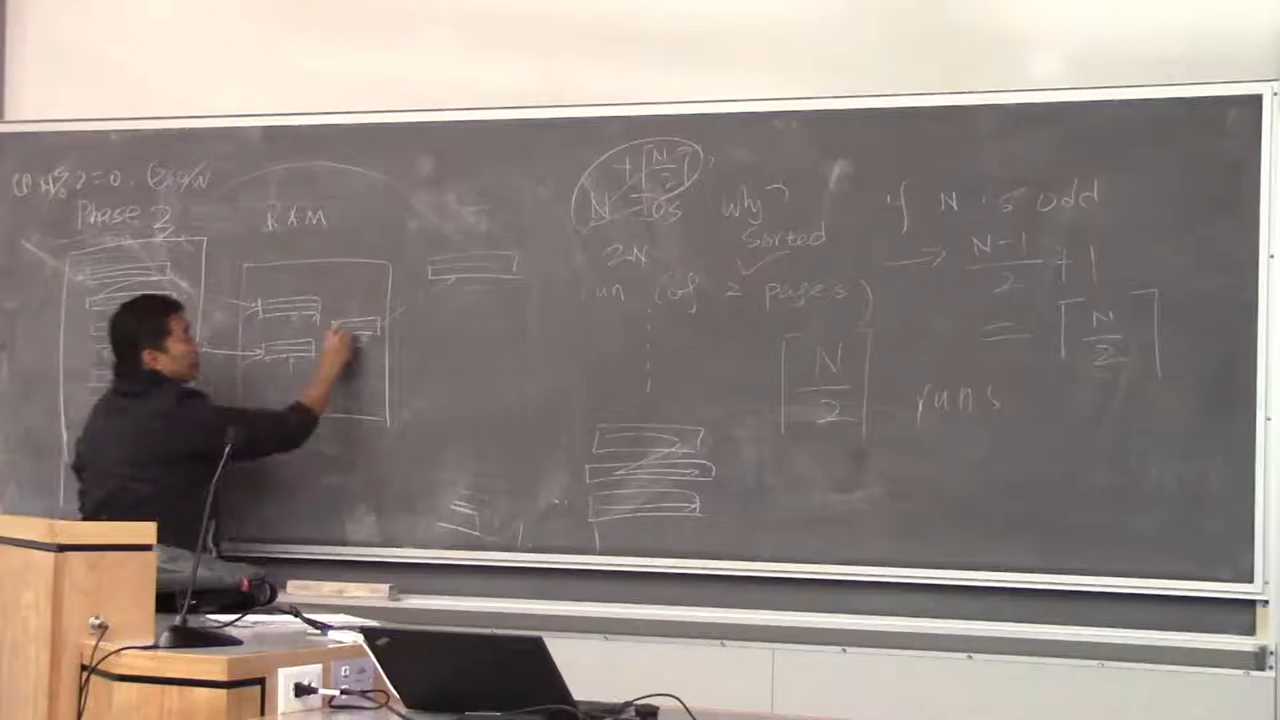 Phase 2
RAM
N + ⌈N/2⌉
IOs
2N
why?
Sorted
run (of 2 pages)
⌈N/2⌉ runs
if N is odd
→ N-1/2 + 1
= ⌈N/2⌉